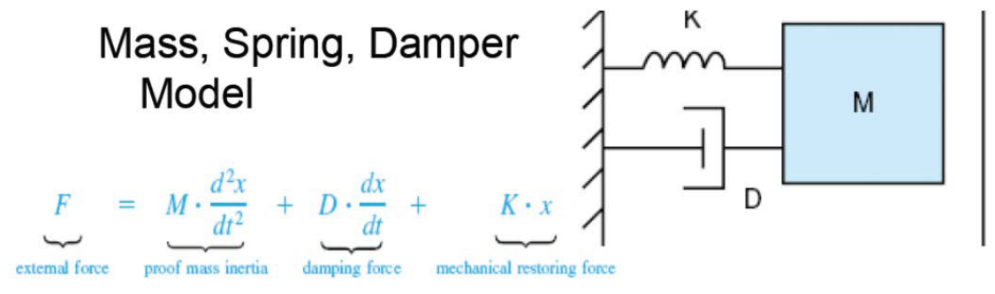 Mass, Spring, Damper
Model
K
M
D
F = M · d²x/dt² + D · dx/dt + K · x
external force proof mass inertia damping force mechanical restoring force